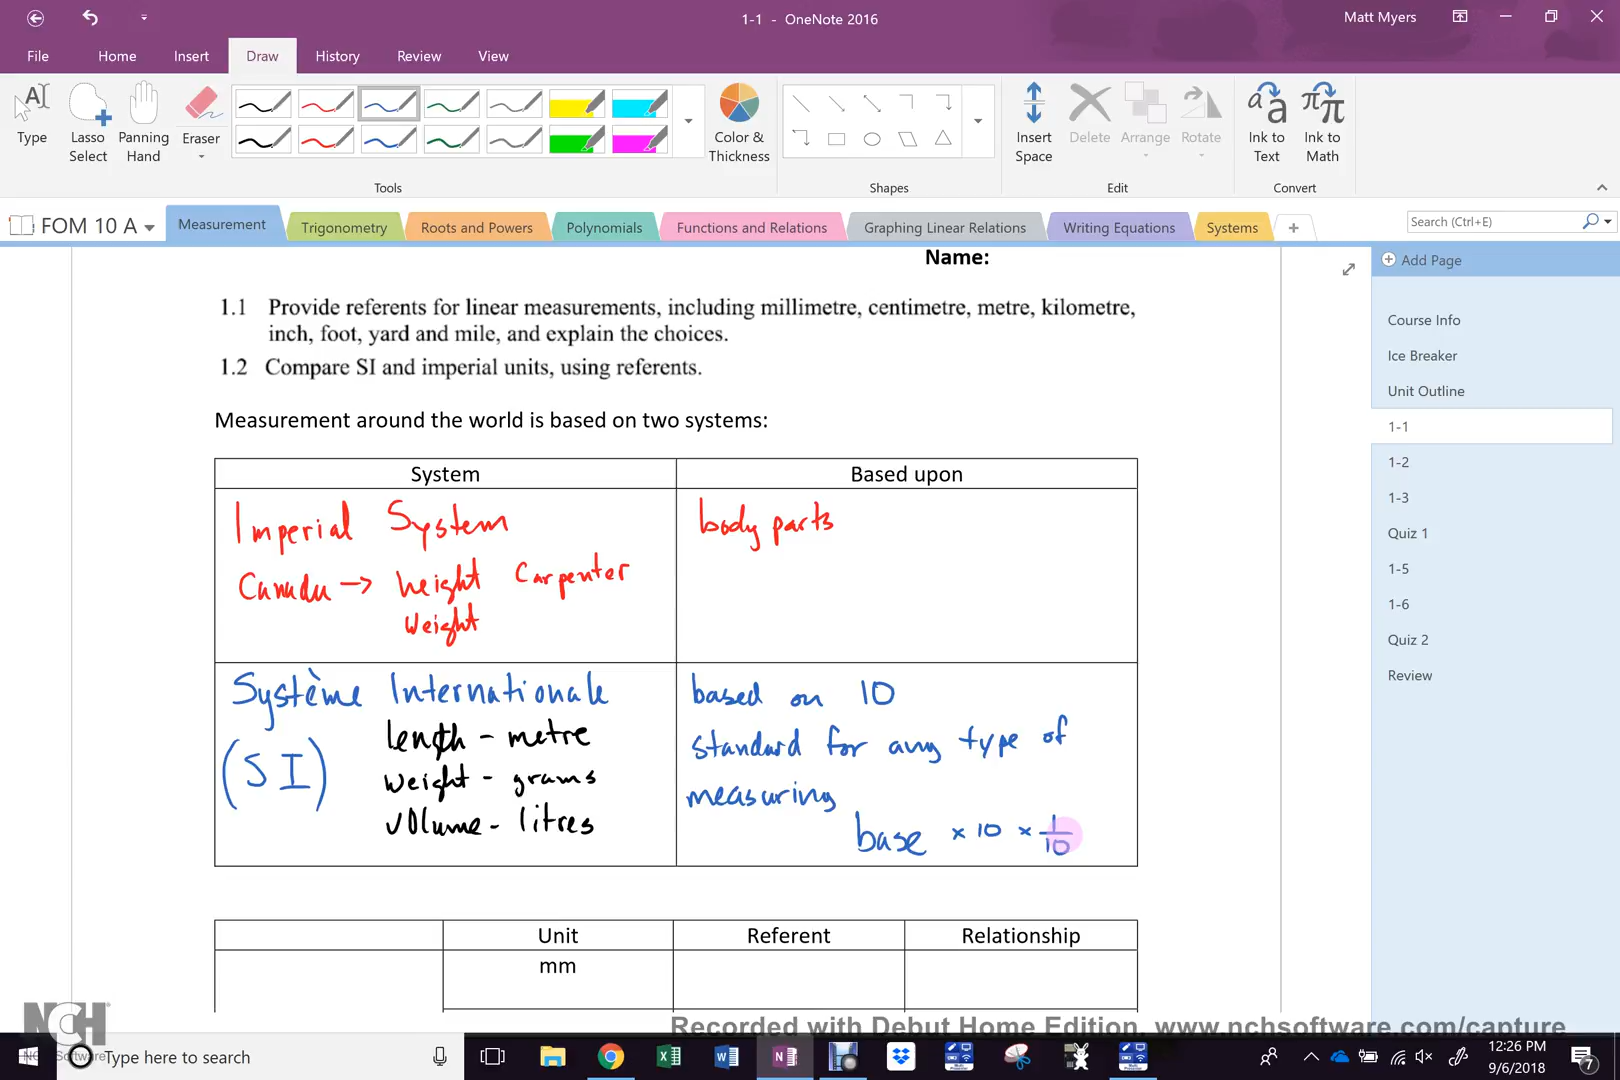 1-1 - OneNote 2016
Matt Myers
File Home Insert Draw History Review View
Type
Lasso Select
Panning Hand
Eraser
Color & Thickness
Insert Space
Delete
Arrange
Rotate
Ink to Text
Ink to Math
Tools
Shapes
Edit
Convert
FOM 10 A
Measurement
Trigonometry
Roots and Powers
Polynomials
Functions and Relations
Graphing Linear Relations
Writing Equations
Systems
Search (Ctrl+E)
Name:
1.1 Provide referents for linear measurements, including millimetre, centimetre, metre, kilometre,
inch, foot, yard and mile, and explain the choices.
1.2 Compare SI and imperial units, using referents.
Measurement around the world is based on two systems:
System
Based upon
Imperial System
Canada → height Carpenter
weight
body parts
Système Internationale
(SI)
length - metre
weight - grams
volume - litres
based on 10
standard for any type of
measuring
base × 10 × 1/10
Unit
Referent
Relationship
mm
Add Page
Course Info
Ice Breaker
Unit Outline
1-1
1-2
1-3
Quiz 1
1-5
1-6
Quiz 2
Review
NCH
NCH Software
Recorded with Debut Home Edition. www.nchsoftware.com/capture
Type here to search
12:26 PM
9/6/2018
7